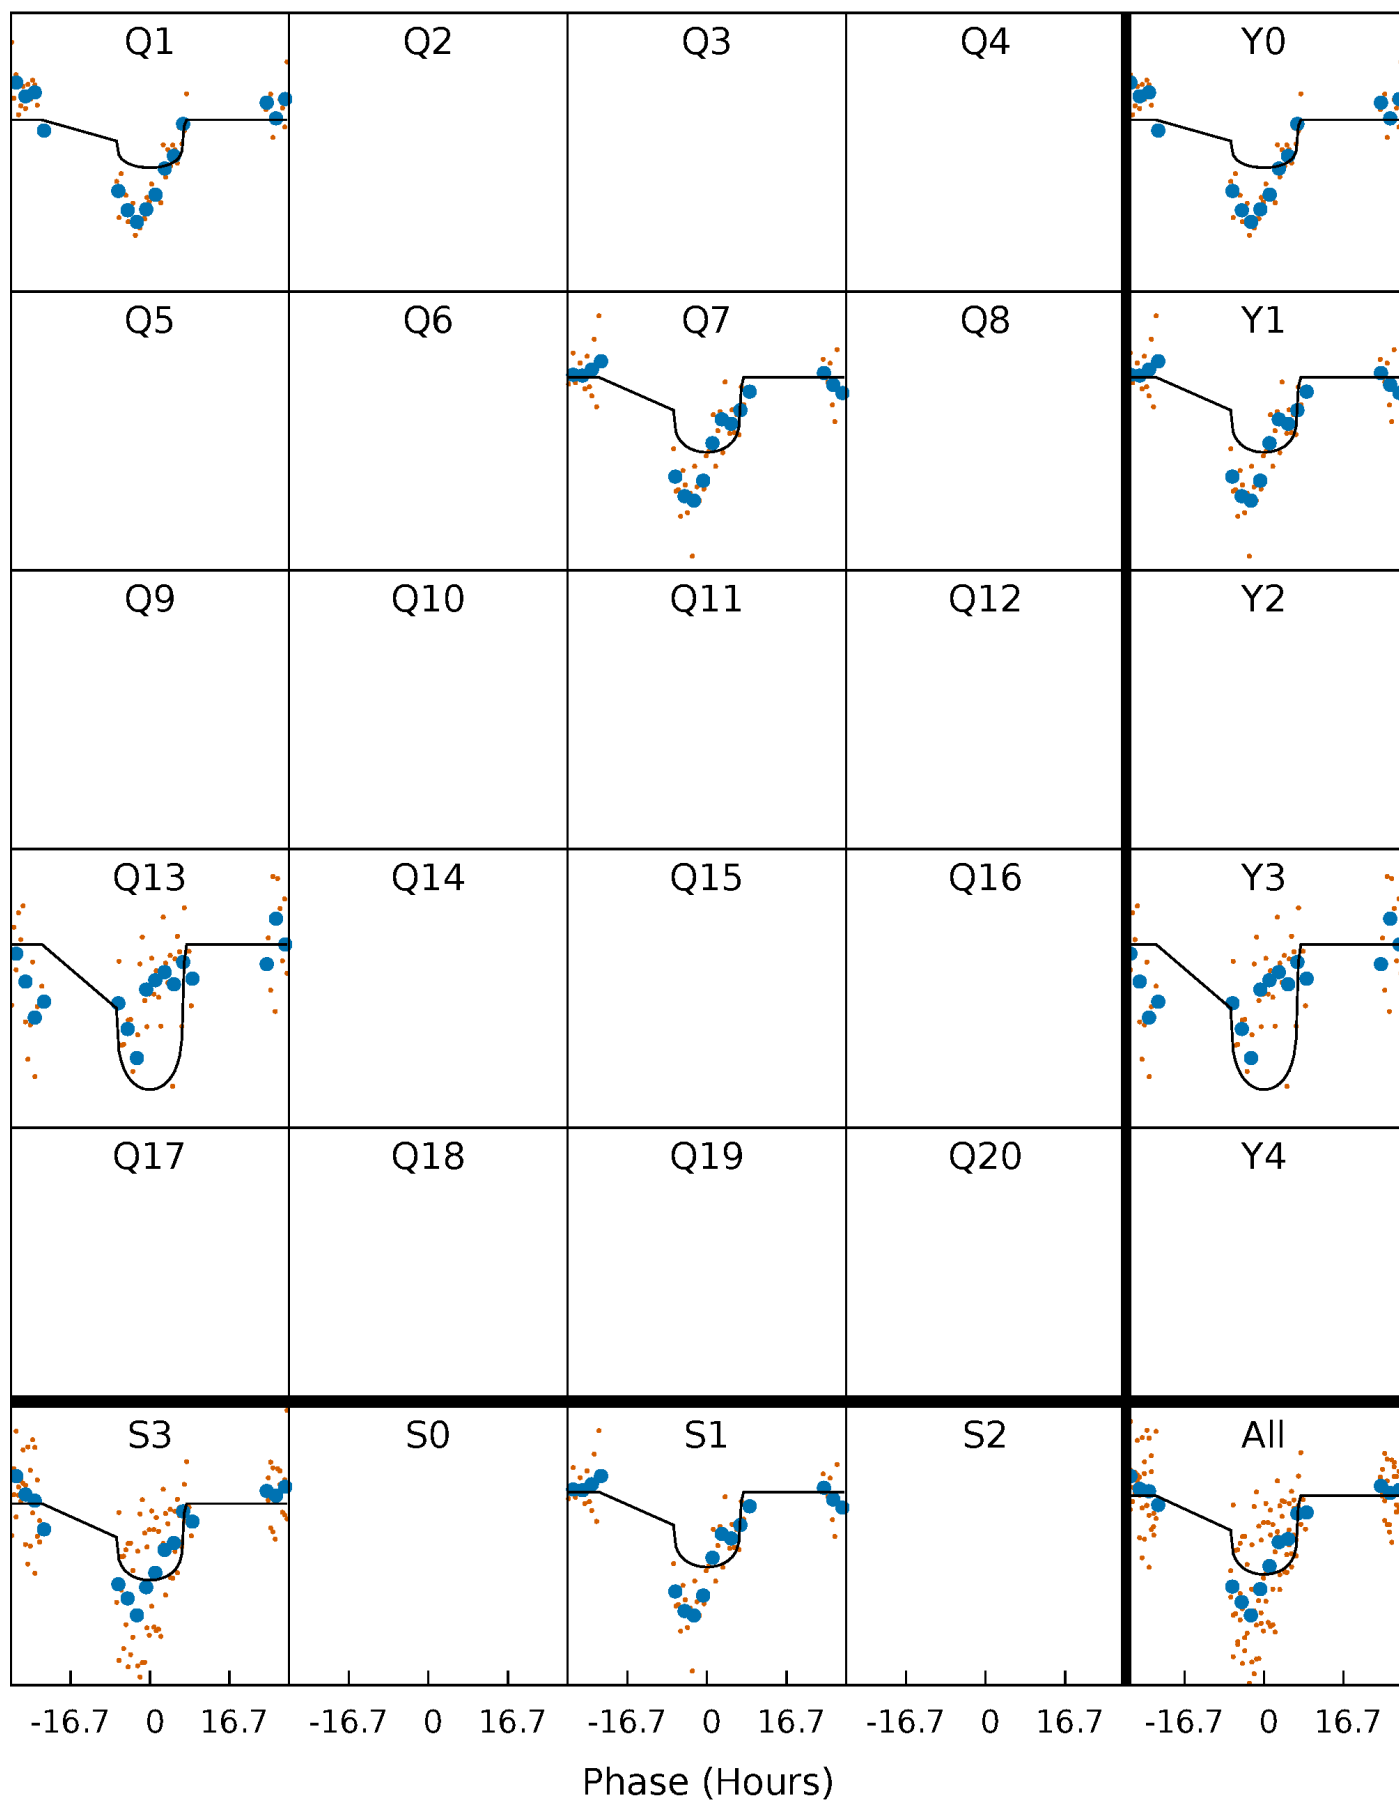 Q1 Q2 Q3 Q4 Y0
Q5 Q6 Q7 Q8 Y1
Q9 Q10 Q11 Q12 Y2
Q13 Q14 Q15 Q16 Y3
Q17 Q18 Q19 Q20 Y4
S3 S0 S1 S2 All
-16.7 0 16.7 -16.7 0 16.7 -16.7 0 16.7 -16.7 0 16.7 -16.7 0 16.7
Phase (Hours)